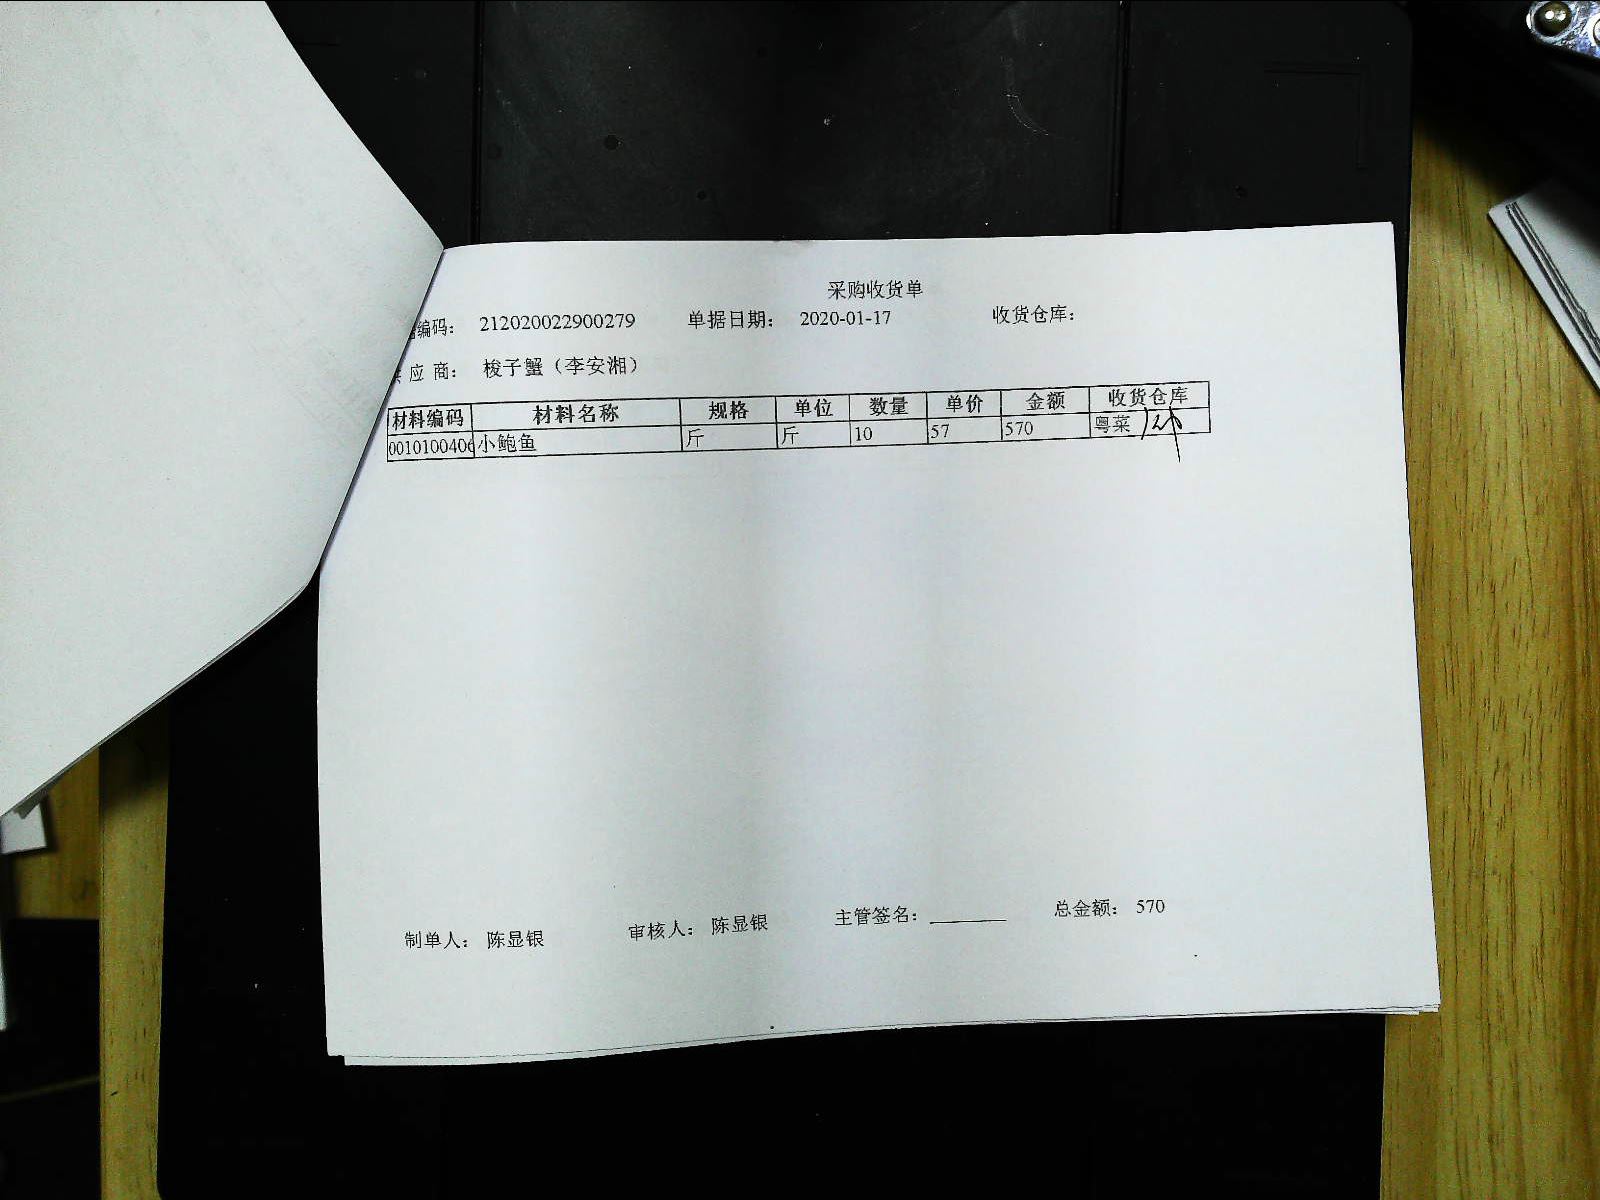 采购收货单
编码： 212020022900279 单据日期： 2020-01-17 收货仓库：
应 商： 梭子蟹（李安湘）
材料编码 材料名称 规格 单位 数量 单价 金额 收货仓库
0010100406 小鲍鱼 斤 斤 10 57 570 粤菜
制单人： 陈显银 审核人： 陈显银 主管签名： 总金额： 570